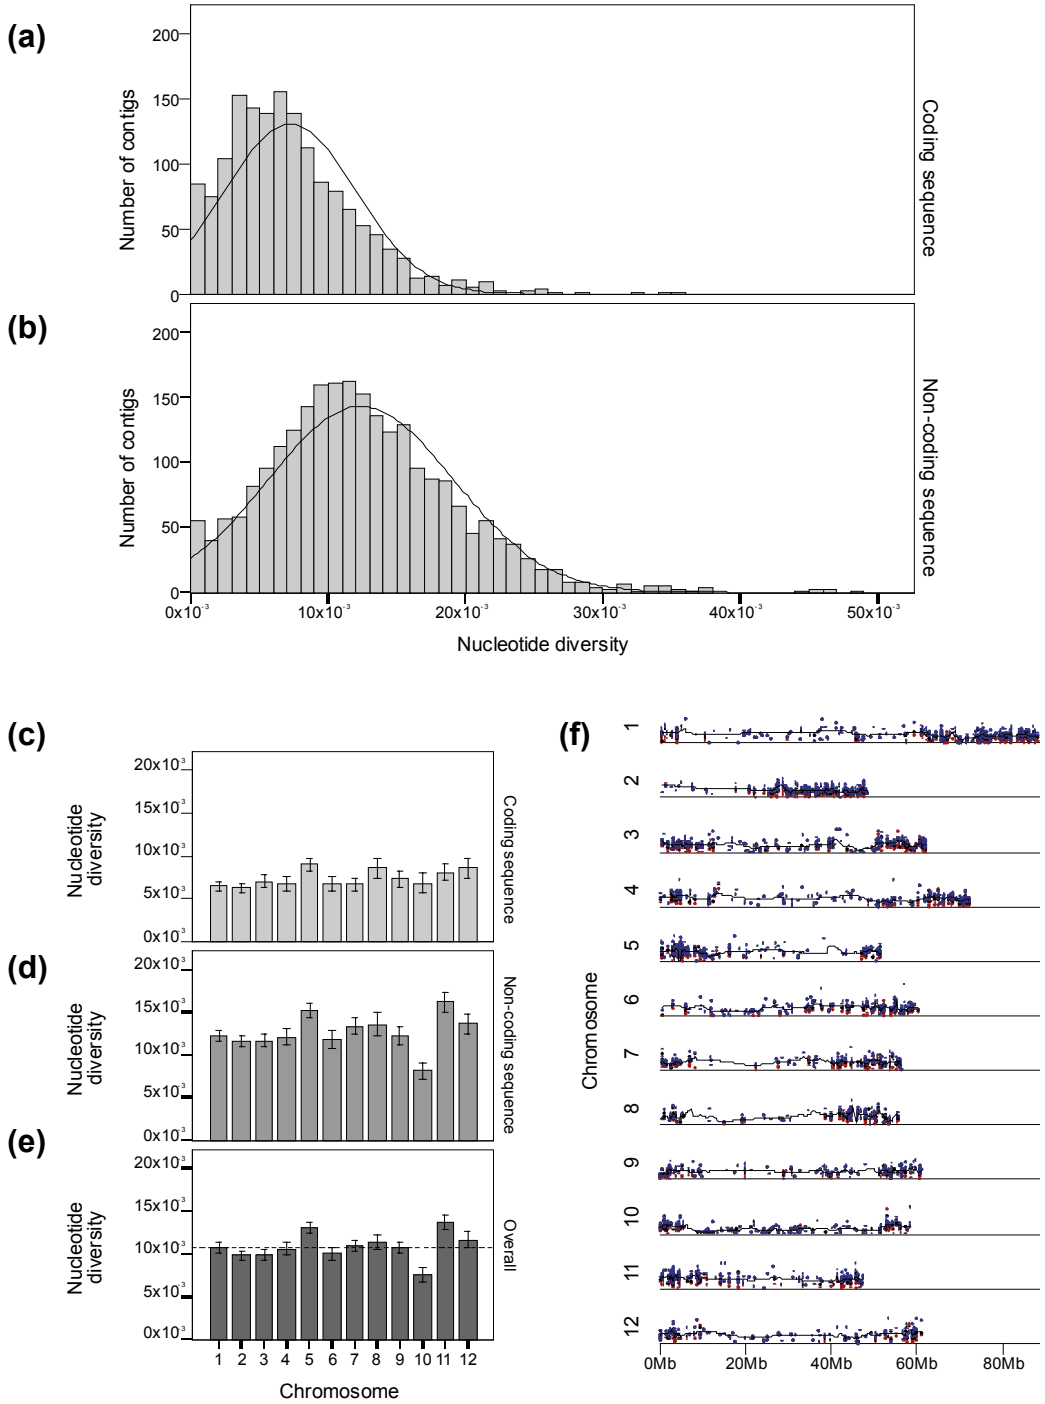 (a)
200
150
100
50
0
Number of contigs
Coding sequence
(b)
200
150
100
50
0
Number of contigs
Non-coding sequence
0x10⁻³ 10x10⁻³ 20x10⁻³ 30x10⁻³ 40x10⁻³ 50x10⁻³
Nucleotide diversity
(c)
20x10³
15x10³
10x10³
5x10³
0x10³
Nucleotide
diversity
Coding sequence
(d)
20x10³
15x10³
10x10³
5x10³
0x10³
Nucleotide
diversity
Non-coding sequence
(e)
20x10³
15x10³
10x10³
5x10³
0x10³
Nucleotide
diversity
Overall
1 2 3 4 5 6 7 8 9 10 11 12
Chromosome
(f)
1
2
3
4
5
6
7
8
9
10
11
12
Chromosome
0Mb 20Mb 40Mb 60Mb 80Mb